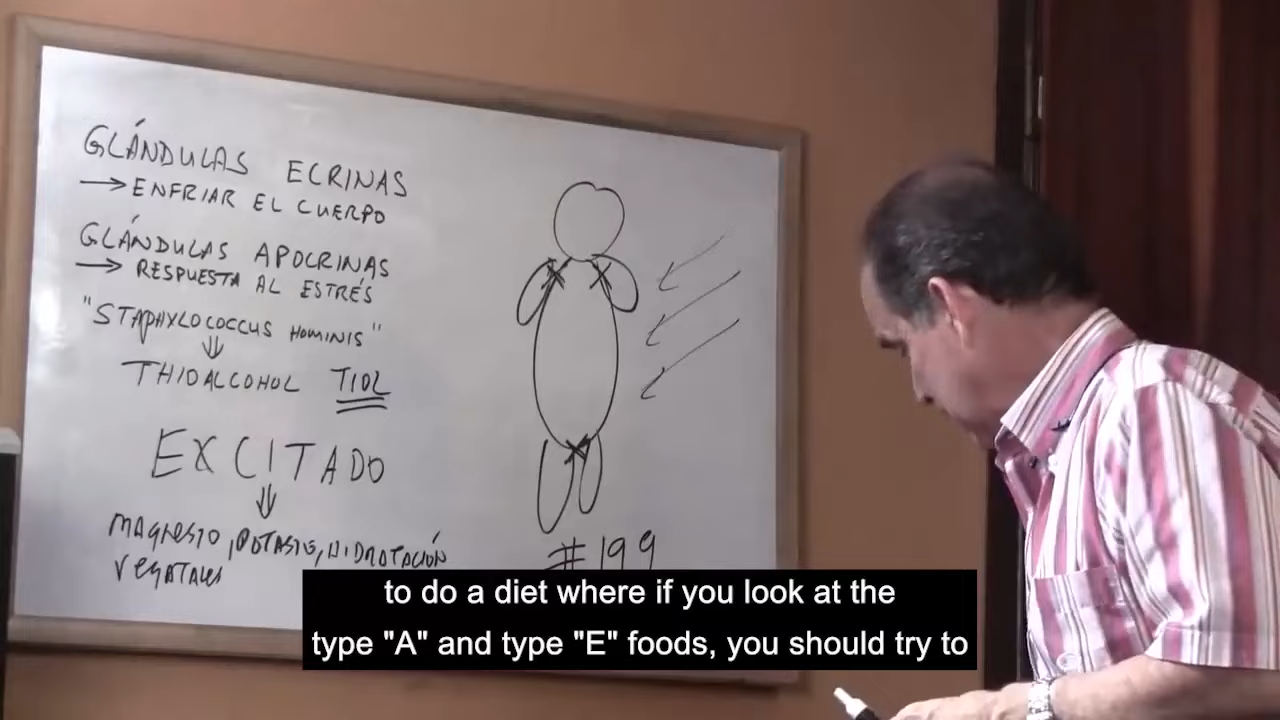 GLÁNDULAS ECRINAS
→ ENFRIAR EL CUERPO
GLÁNDULAS APOCRINAS
→ RESPUESTA AL ESTRÉS
"STAPHYLOCOCCUS HOMINIS"
THIOALCOHOL TIOL
EXCITADO
MAGNESIO, POTASIO, HIDRATACIÓN
VEGETALES
#199
to do a diet where if you look at the
type "A" and type "E" foods, you should try to